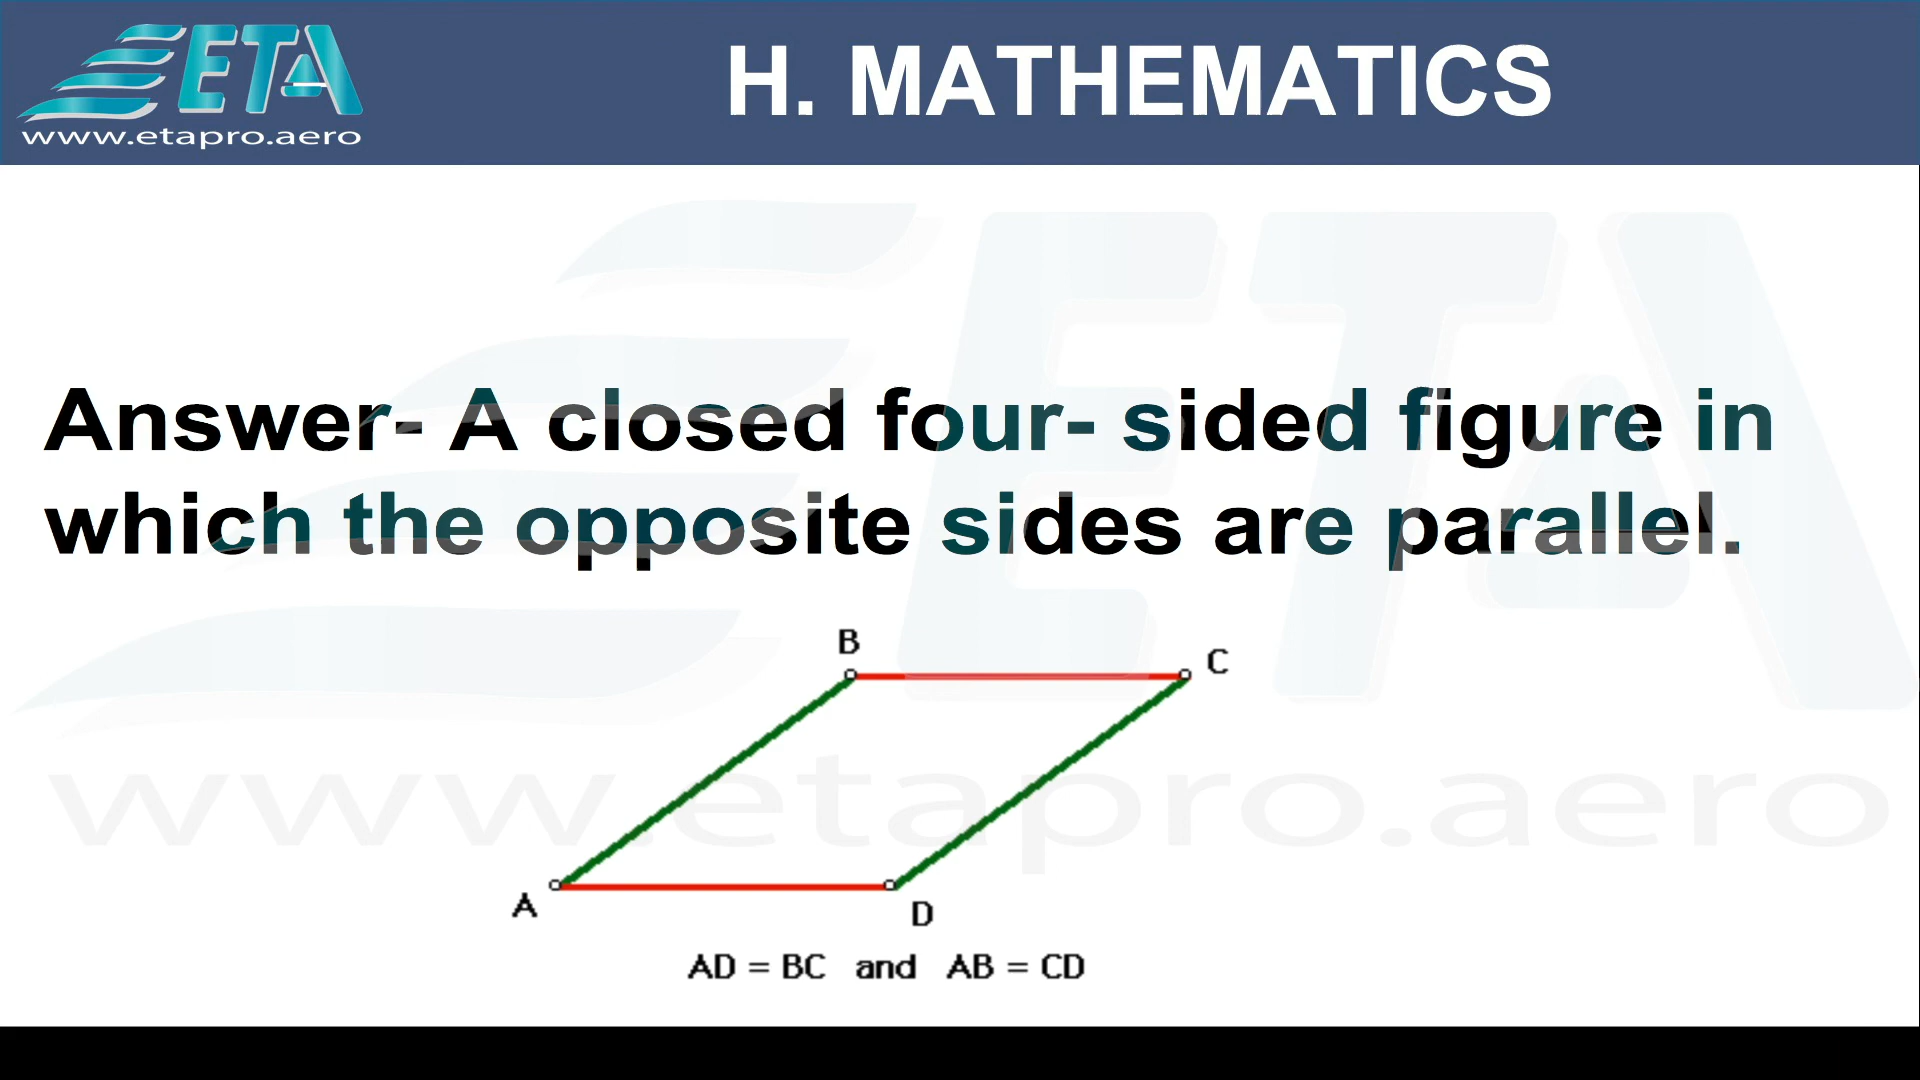 ETA
www.etapro.aero
H. MATHEMATICS
Answer- A closed four- sided figure in
which the opposite sides are parallel.
B
C
A
D
AD = BC and AB = CD
ETA
www.etapro.aero